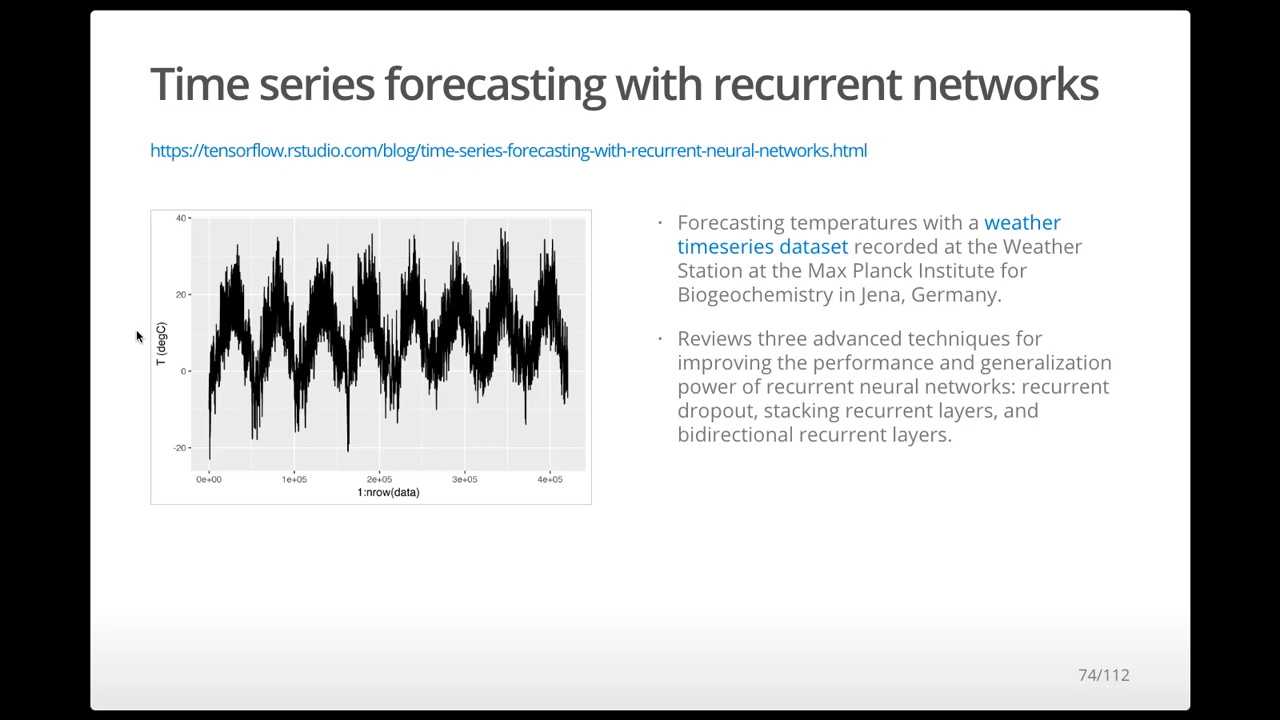 Time series forecasting with recurrent networks
https://tensorflow.rstudio.com/blog/time-series-forecasting-with-recurrent-neural-networks.html
40
20
0
-20
T (degC)
0e+00 1e+05 2e+05 3e+05 4e+05
1:nrow(data)
· Forecasting temperatures with a weather
timeseries dataset recorded at the Weather
Station at the Max Planck Institute for
Biogeochemistry in Jena, Germany.
· Reviews three advanced techniques for
improving the performance and generalization
power of recurrent neural networks: recurrent
dropout, stacking recurrent layers, and
bidirectional recurrent layers.
74/112